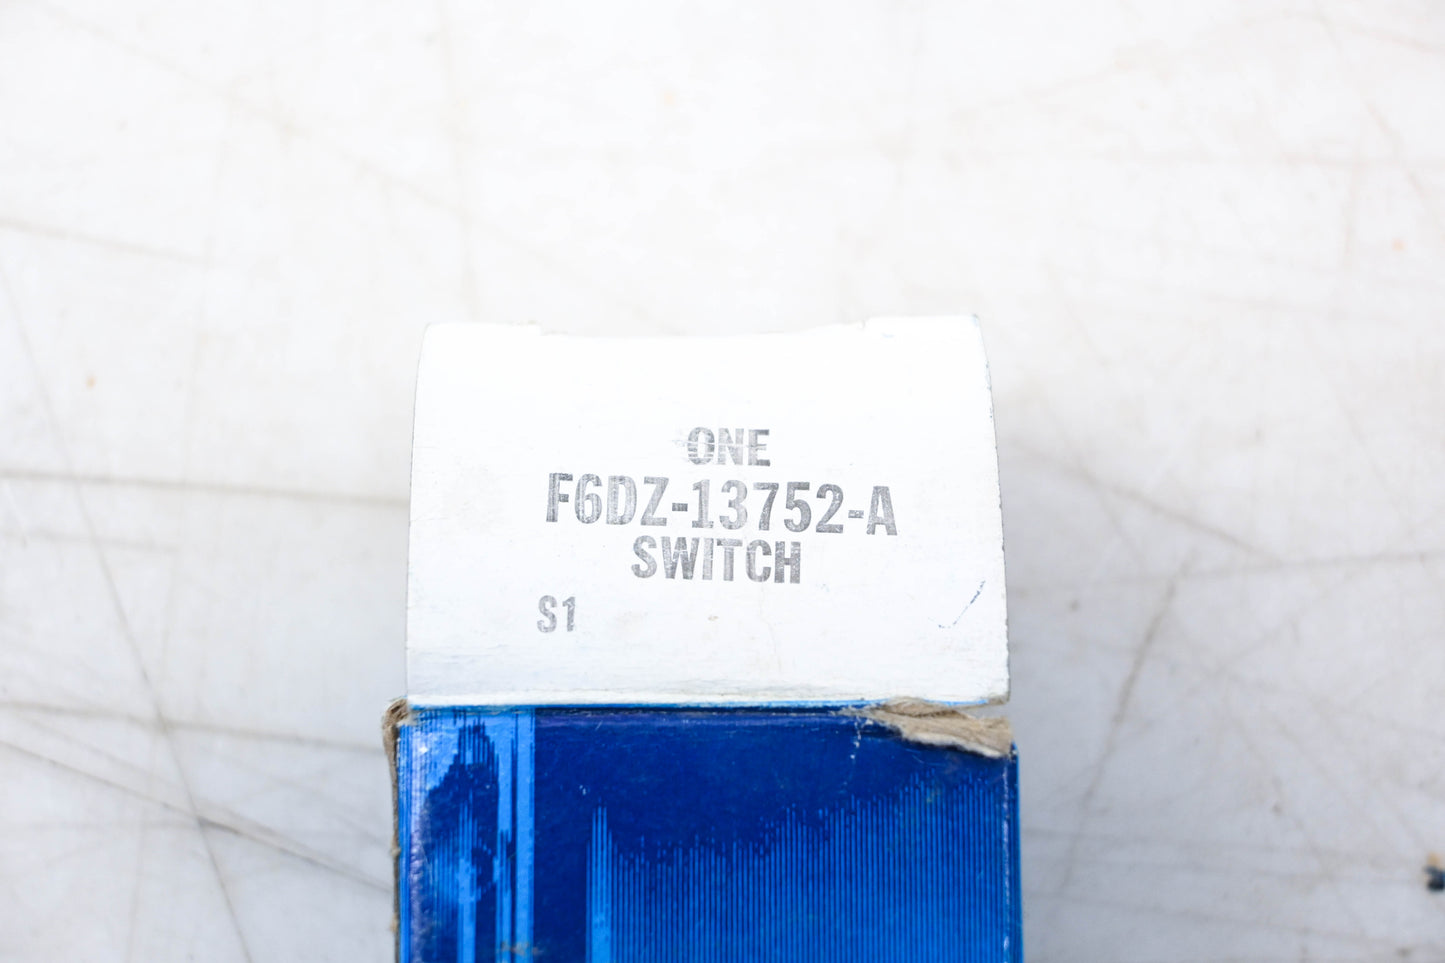 ONE
F6DZ-13752-A
SWITCH
S1